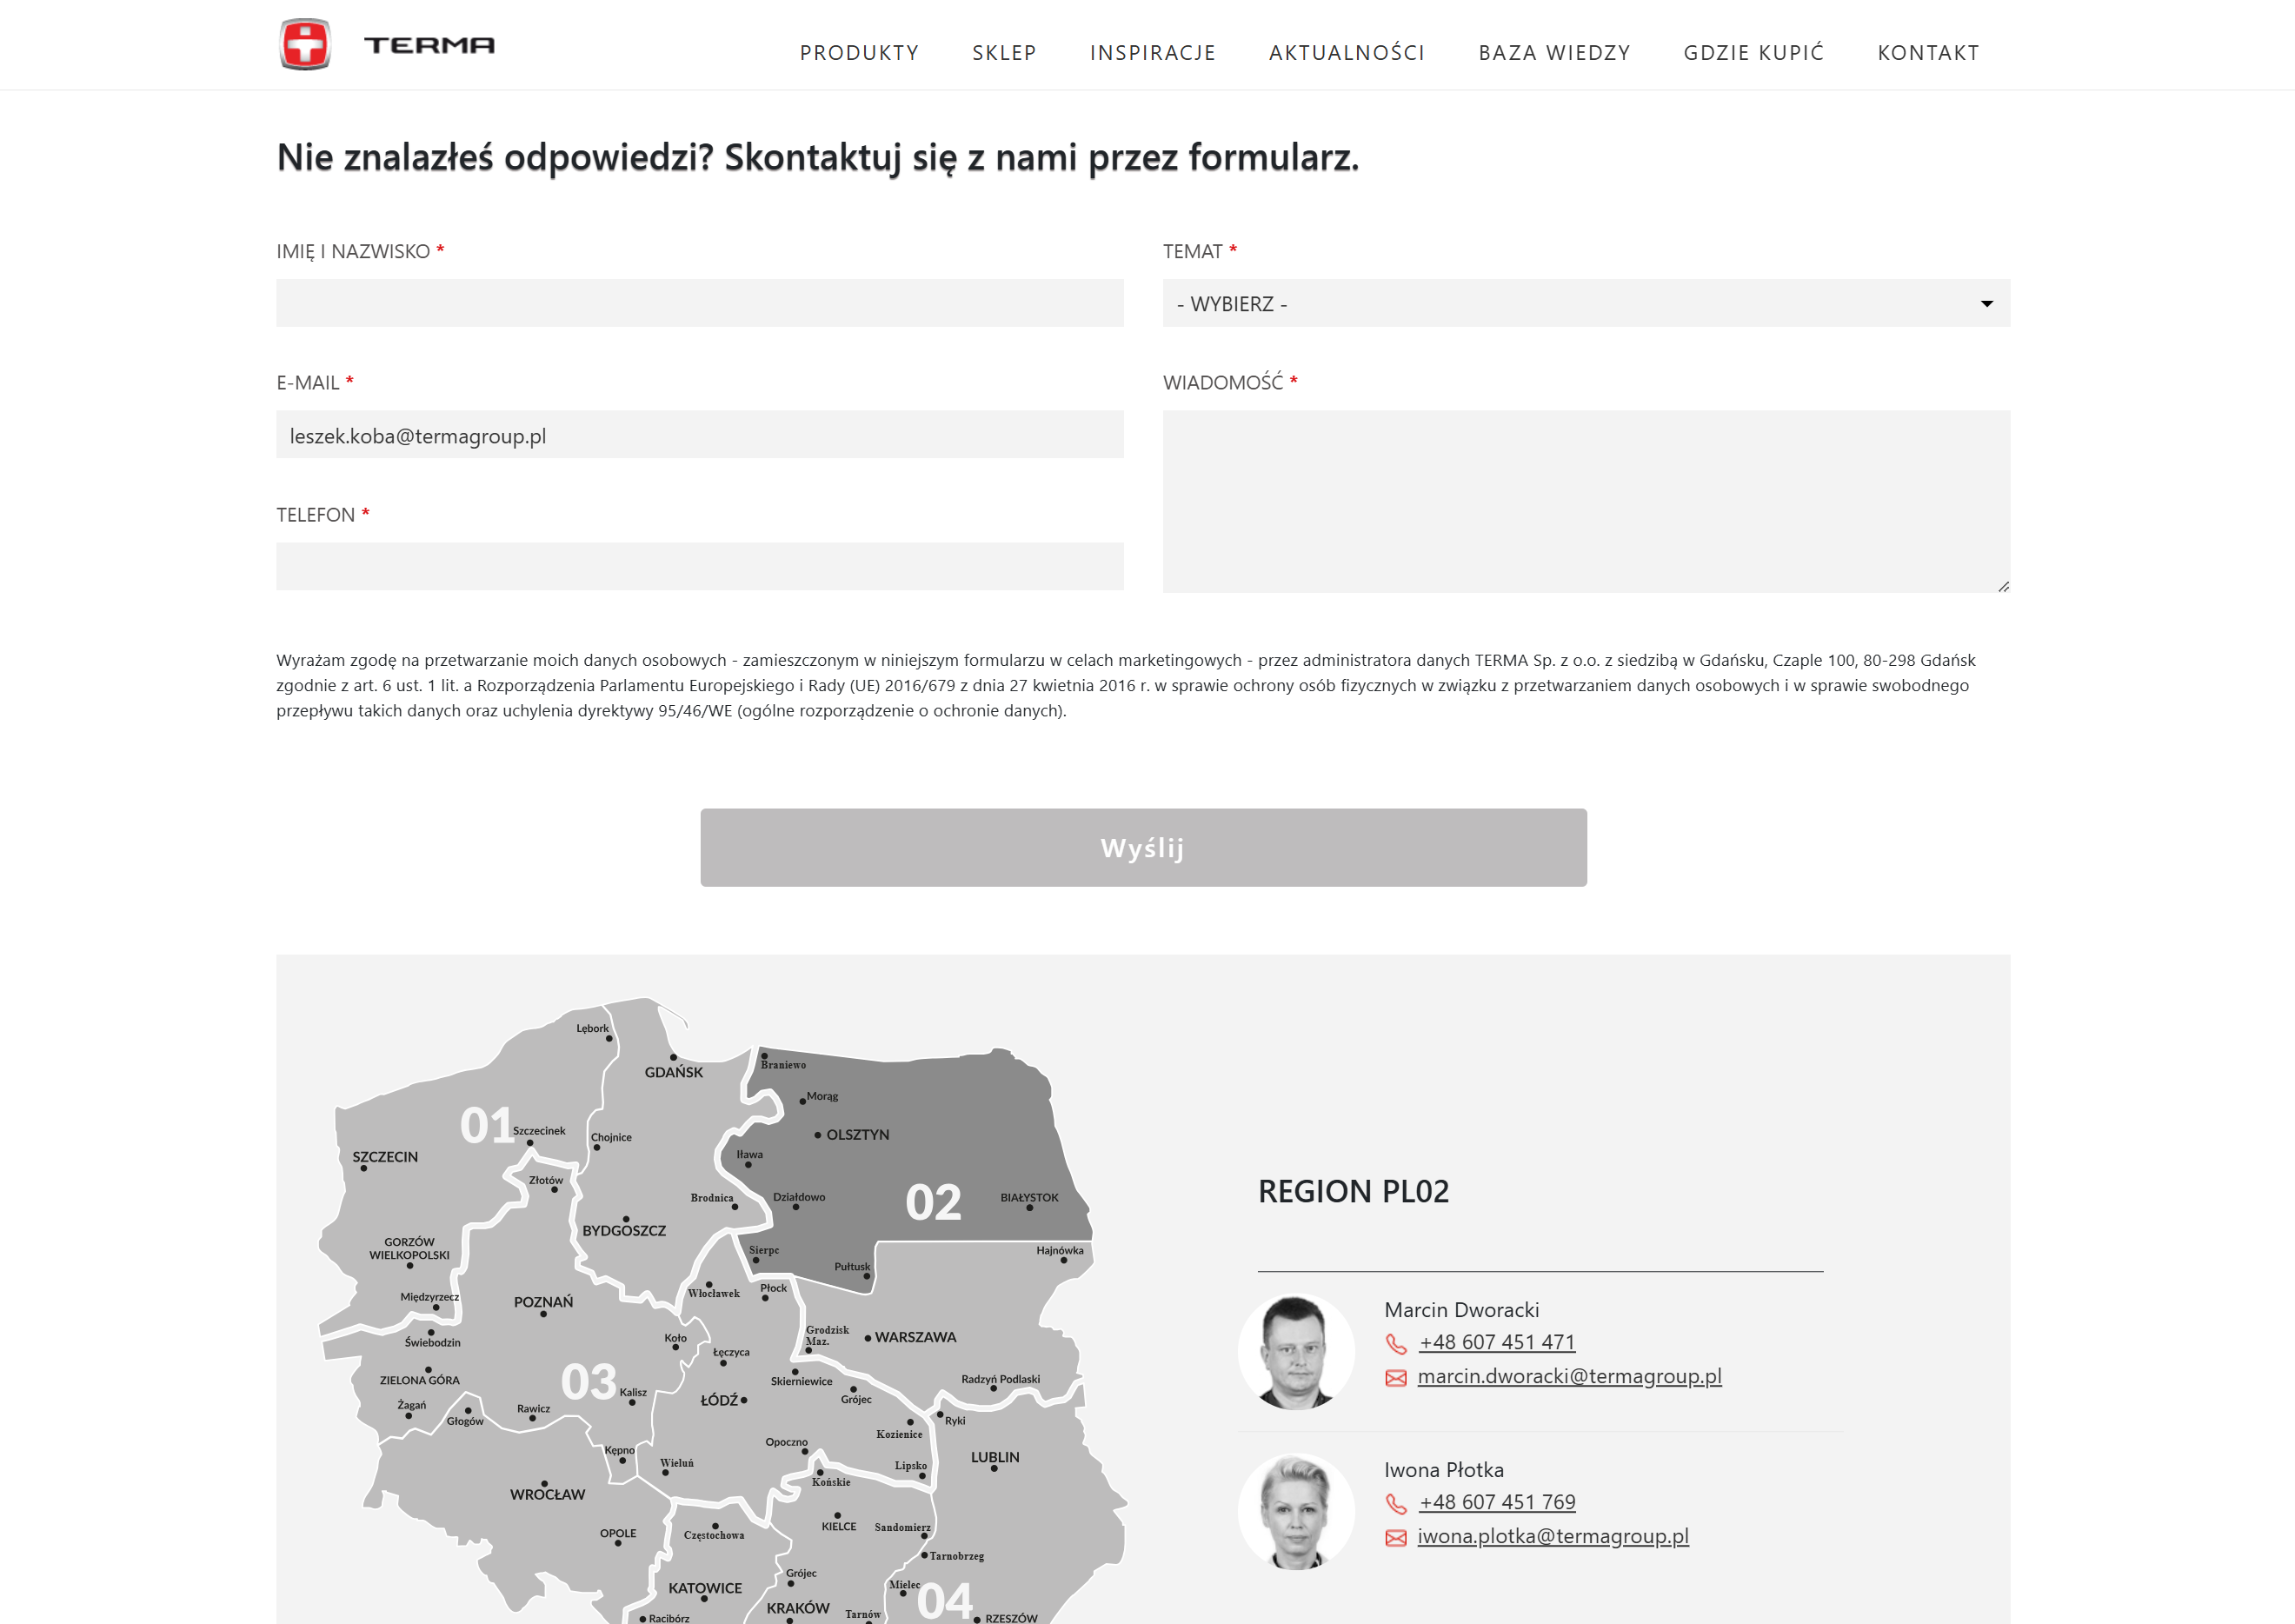 TERMA
PRODUKTY
SKLEP
INSPIRACJE
AKTUALNOŚCI
BAZA WIEDZY
GDZIE KUPIĆ
KONTAKT
Nie znalazłeś odpowiedzi? Skontaktuj się z nami przez formularz.
IMIĘ I NAZWISKO *
E-MAIL *
leszek.koba@termagroup.pl
TELEFON *
TEMAT *
- WYBIERZ -
WIADOMOŚĆ *
Wyrażam zgodę na przetwarzanie moich danych osobowych - zamieszczonym w niniejszym formularzu w celach marketingowych - przez administratora danych TERMA Sp. z o.o. z siedzibą w Gdańsku, Czaple 100, 80-298 Gdańsk
zgodnie z art. 6 ust. 1 lit. a Rozporządzenia Parlamentu Europejskiego i Rady (UE) 2016/679 z dnia 27 kwietnia 2016 r. w sprawie ochrony osób fizycznych w związku z przetwarzaniem danych osobowych i w sprawie swobodnego
przepływu takich danych oraz uchylenia dyrektywy 95/46/WE (ogólne rozporządzenie o ochronie danych).
Wyślij
Lębork
GDAŃSK
Braniewo
Morąg
01
Szczecinek
Chojnice
OLSZTYN
SZCZECIN
Iława
Złotów
Brodnica
Działdowo
02
BIAŁYSTOK
BYDGOSZCZ
GORZÓW
WIELKOPOLSKI
Sierpc
Hajnówka
Pułtusk
Międzyrzecz
POZNAŃ
Włocławek
Płock
Świebodzin
Koło
Grodzisk
Maz.
WARSZAWA
Łęczyca
ZIELONA GÓRA
03
Kalisz
Skierniewice
Radzyń Podlaski
Żagań
Głogów
Rawicz
ŁÓDŹ
Grójec
Ryki
Kozienice
Opoczno
Kępno
Wieluń
Lipsko
LUBLIN
Końskie
WROCŁAW
OPOLE
Częstochowa
KIELCE
Sandomierz
Tarnobrzeg
Grójec
KATOWICE
Mielec
04
KRAKÓW
Tarnów
Racibórz
RZESZÓW
REGION PL02
Marcin Dworacki
+48 607 451 471
marcin.dworacki@termagroup.pl
Iwona Płotka
+48 607 451 769
iwona.plotka@termagroup.pl